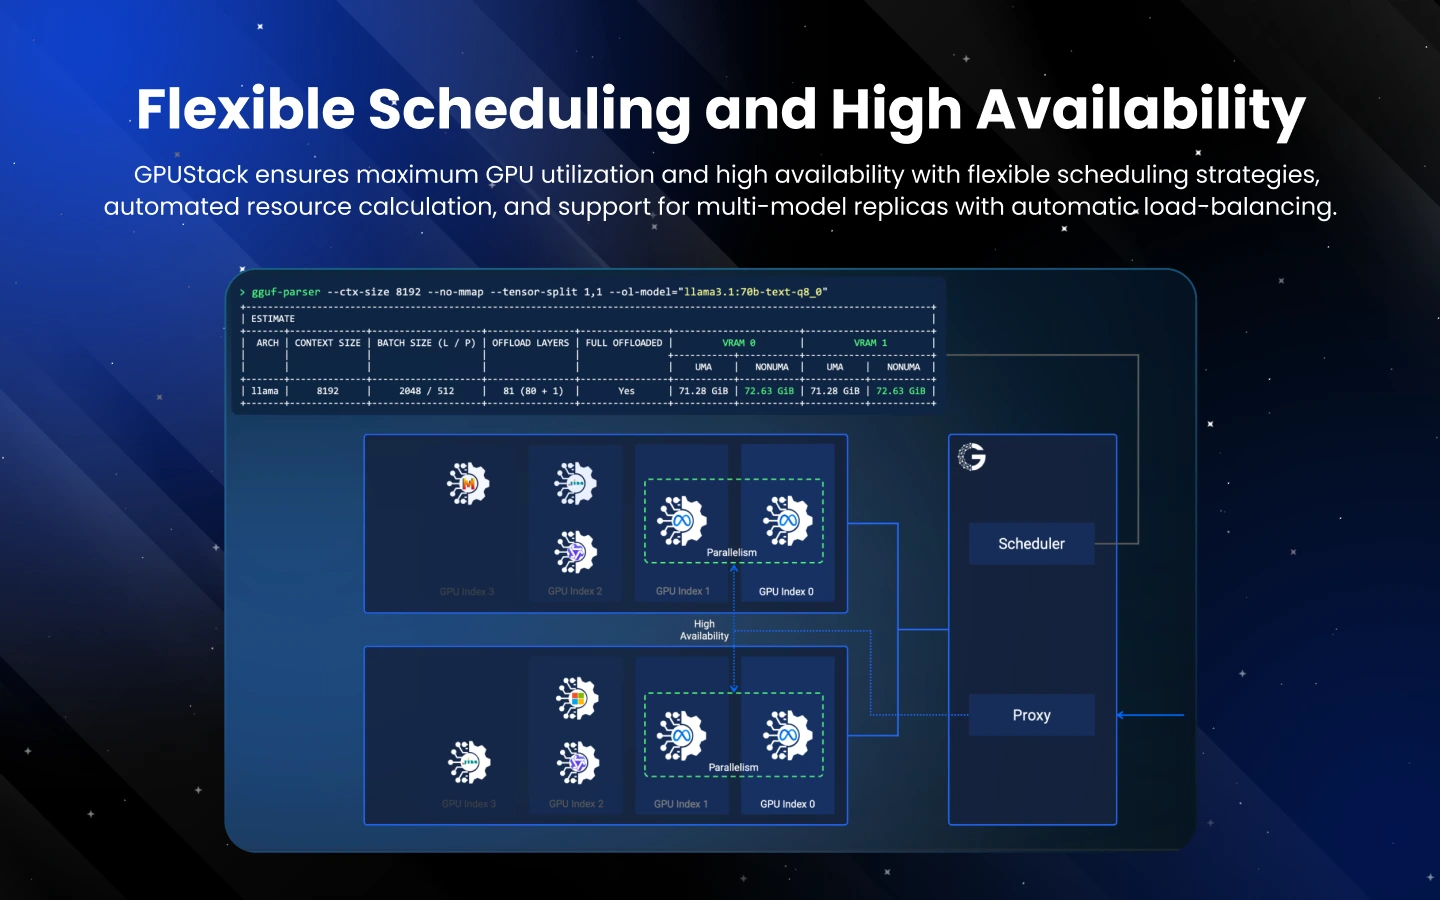 Flexible Scheduling and High Availability
GPUStack ensures maximum GPU utilization and high availability with flexible scheduling strategies,
automated resource calculation, and support for multi-model replicas with automatic load-balancing.
> gguf-parser --ctx-size 8192 --no-mmap --tensor-split 1,1 --ol-model="llama3.1:70b-text-q8_0"
ESTIMATE
ARCH | CONTEXT SIZE | BATCH SIZE (L / P) | OFFLOAD LAYERS | FULL OFFLOADED | VRAM 0 | VRAM 1
UMA | NONUMA | UMA | NONUMA
llama | 8192 | 2048 / 512 | 81 (80 + 1) | Yes | 71.28 GiB | 72.63 GiB | 71.28 GiB | 72.63 GiB
G
Jina
Parallelism
GPU Index 3
GPU Index 2
GPU Index 1
GPU Index 0
High
Availability
Scheduler
Proxy
Jina
Parallelism
GPU Index 3
GPU Index 2
GPU Index 1
GPU Index 0